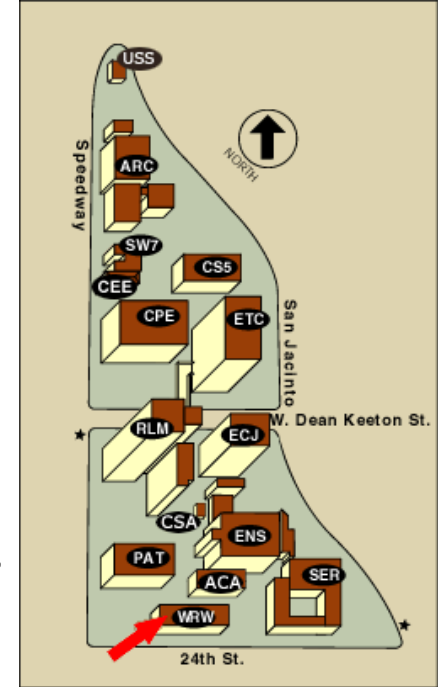 USS
NORTH
ARC
Speedway
SW7
CS5
CEE
CPE
ETC
San Jacinto
W. Dean Keeton St.
RLM
ECJ
CSA
ENS
PAT
SER
ACA
WRW
24th St.